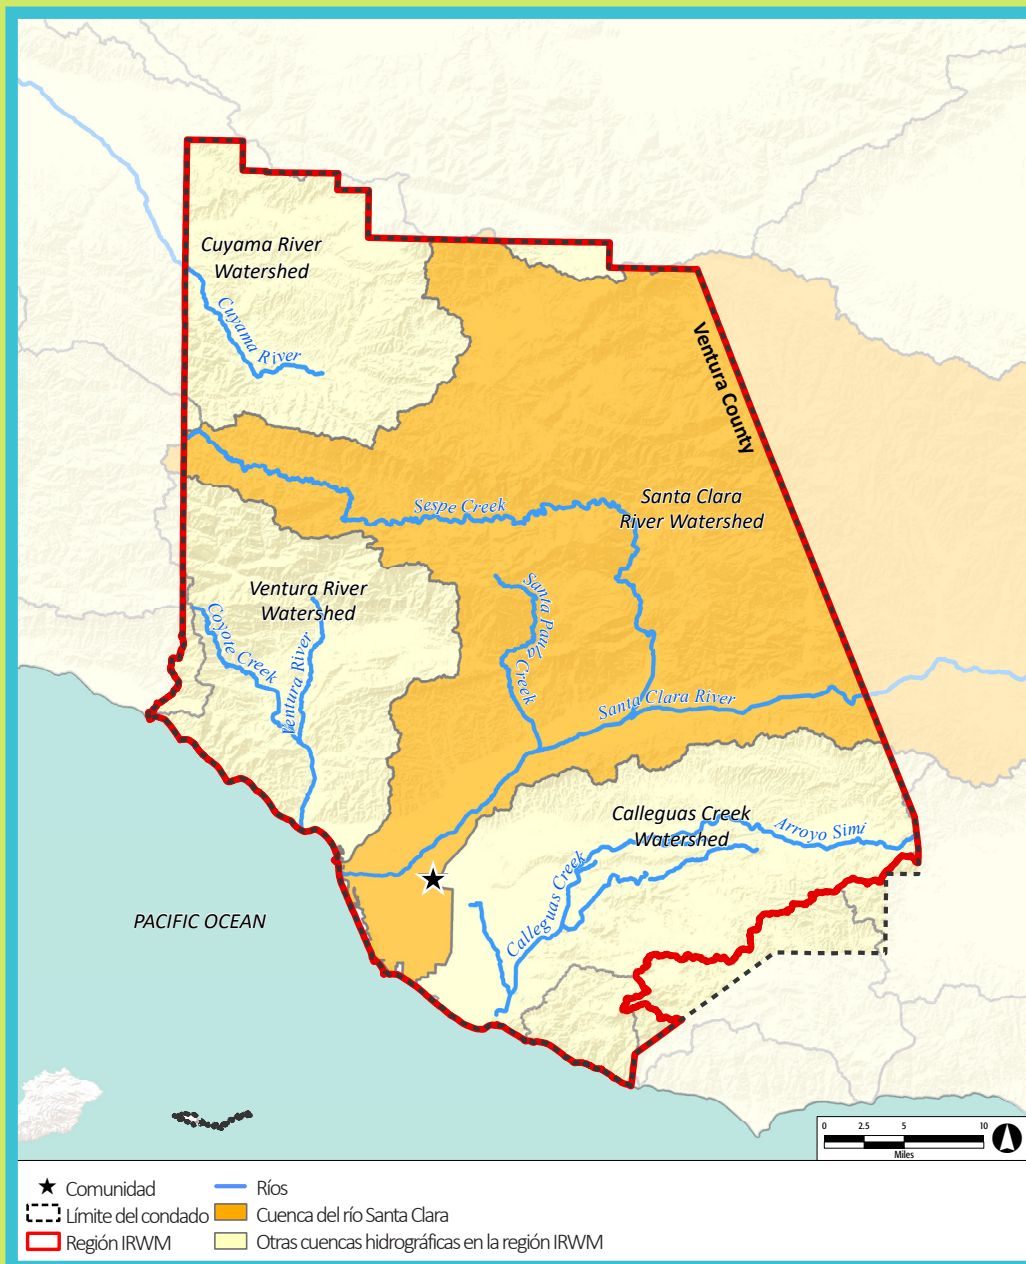 Cuyama River
Watershed
Cuyama River
Ventura County
Sespe Creek
Santa Clara
River Watershed
Ventura River
Watershed
Santa Paula
Creek
Coyote Creek
Ventura River
Santa Clara River
Calleguas Creek
Watershed
Arroyo Simi
Calleguas Creek
PACIFIC OCEAN
0 2.5 5 10
Miles
Comunidad
Ríos
Límite del condado
Cuenca del río Santa Clara
Región IRWM
Otras cuencas hidrográficas en la región IRWM